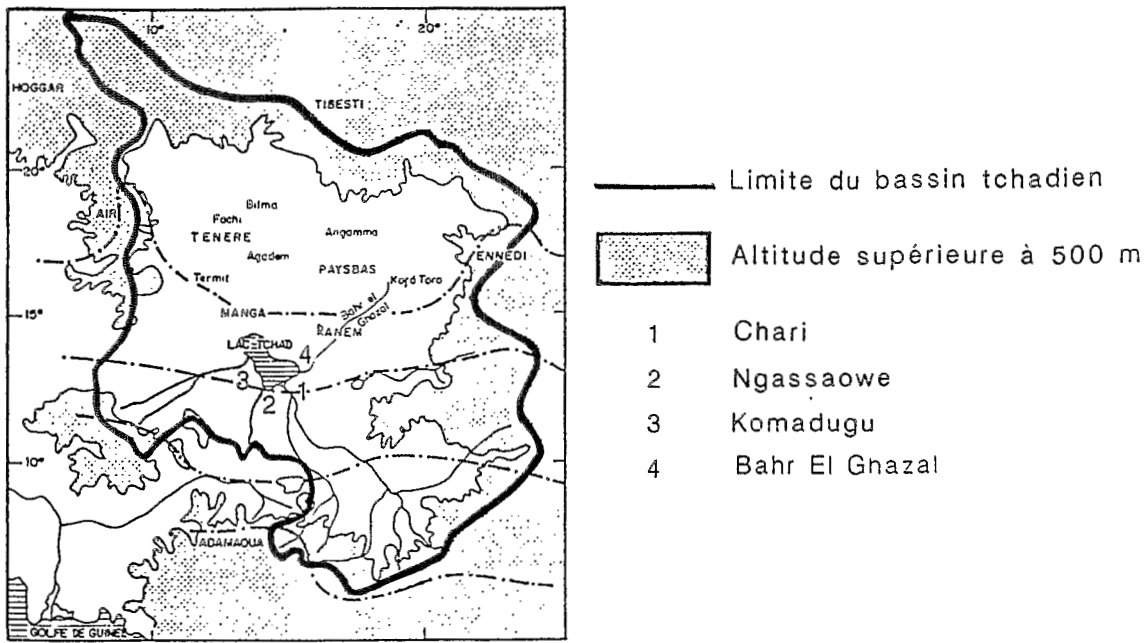 10°
20°
HOGGAR
TIBESTI
20°
AIR
Bilma
Fachi
TENERE
Angamma
Agadem
ENNEDI
Termit
PAYSBAS
Koro Toro
15°
MANGA
Bahr el Ghazal
KANEM
LAC TCHAD
4
3
2
1
10°
ADAMAOUA
GOLFE DE GUINEE
10°
20°
Limite du bassin tchadien
Altitude supérieure à 500 m
1 Chari
2 Ngassaowe
3 Komadugu
4 Bahr El Ghazal